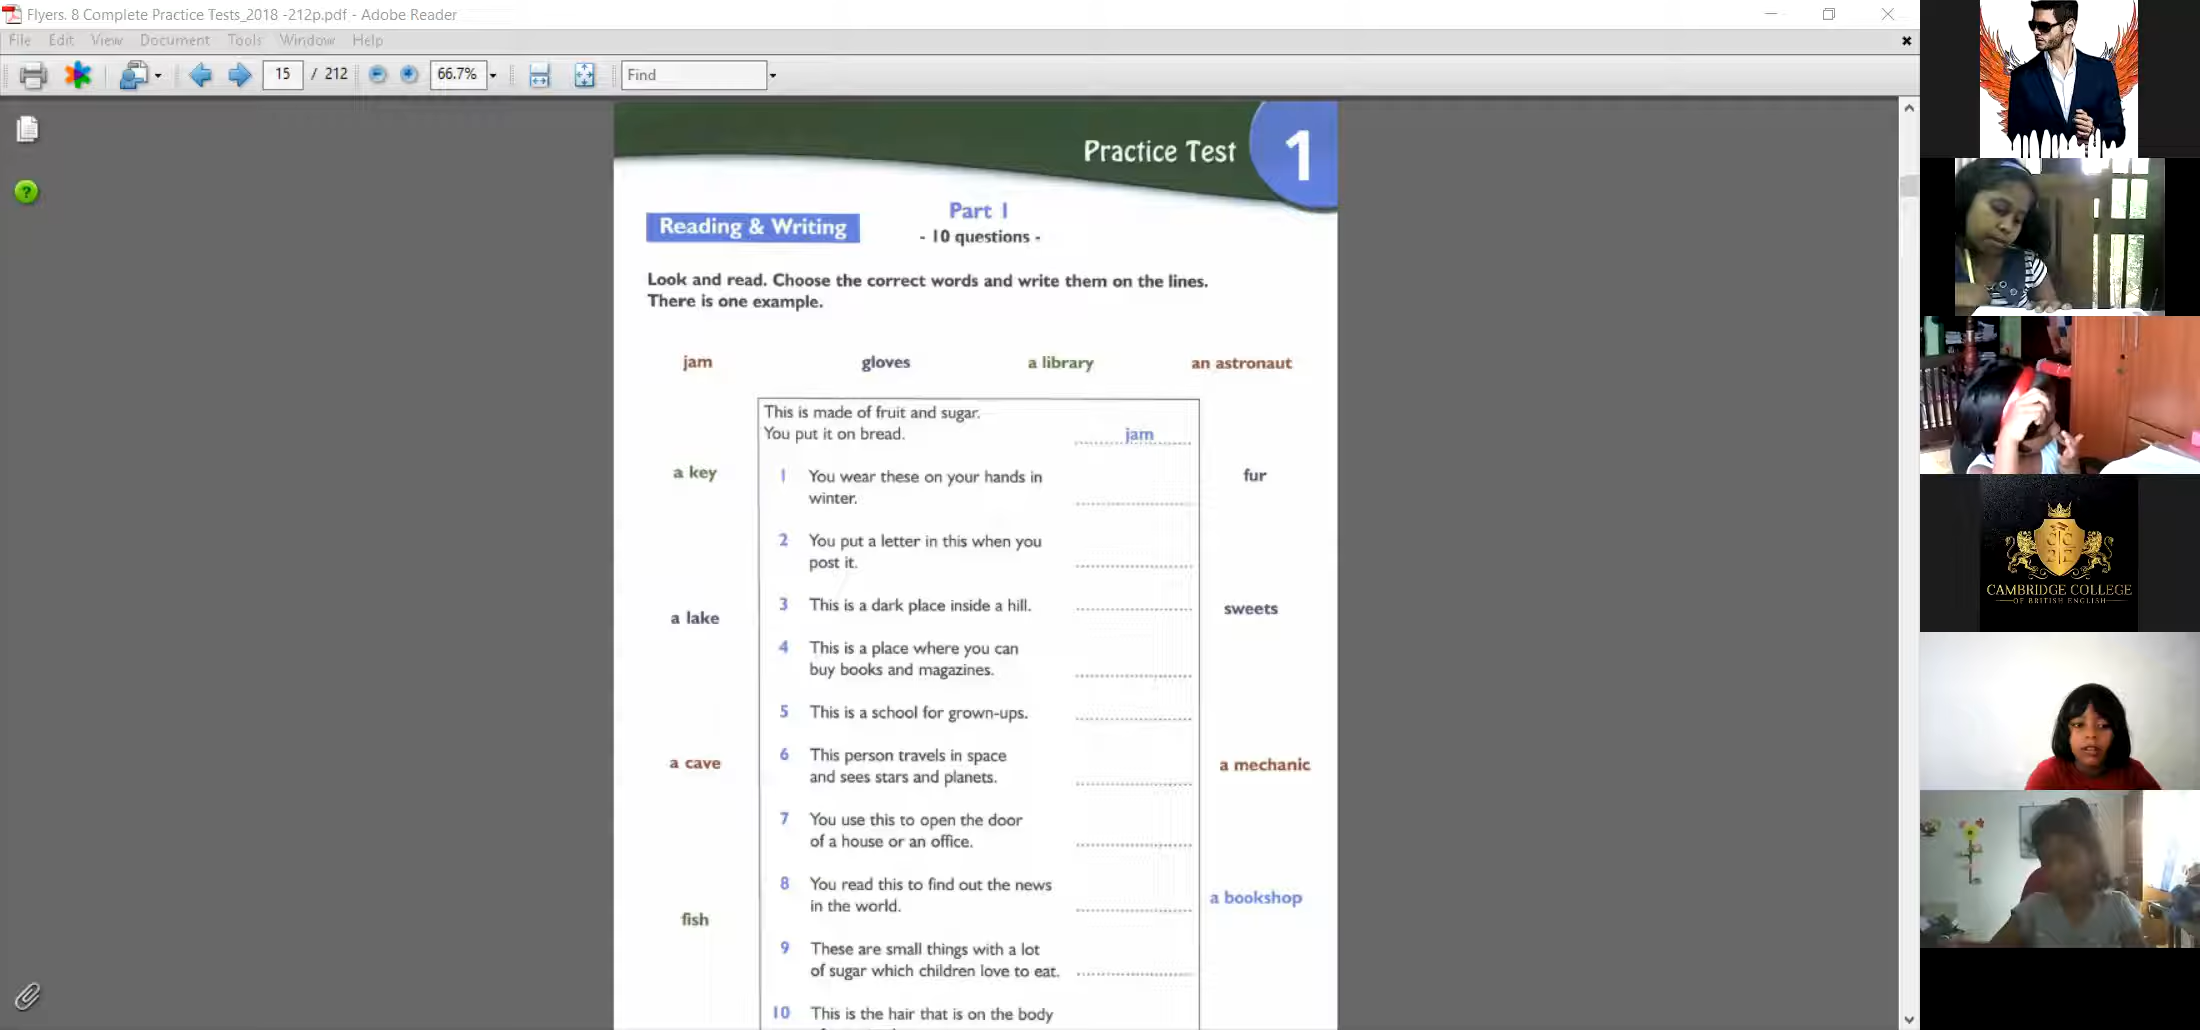 Flyers. 8 Complete Practice Tests_2018 -212p.pdf - Adobe Reader
File Edit View Document Tools Window Help
15 / 212 66.7% Find
Practice Test 1
Part 1
Reading & Writing
- 10 questions -
Look and read. Choose the correct words and write them on the lines.
There is one example.
jam gloves a library an astronaut
This is made of fruit and sugar.
You put it on bread. jam
a key
fur
1 You wear these on your hands in
winter.
2 You put a letter in this when you
post it.
3 This is a dark place inside a hill.
a lake
sweets
4 This is a place where you can
buy books and magazines.
5 This is a school for grown-ups.
6 This person travels in space
and sees stars and planets.
a cave
a mechanic
7 You use this to open the door
of a house or an office.
8 You read this to find out the news
in the world.
a bookshop
fish
9 These are small things with a lot
of sugar which children love to eat.
10 This is the hair that is on the body
CAMBRIDGE COLLEGE
OF BRITISH ENGLISH